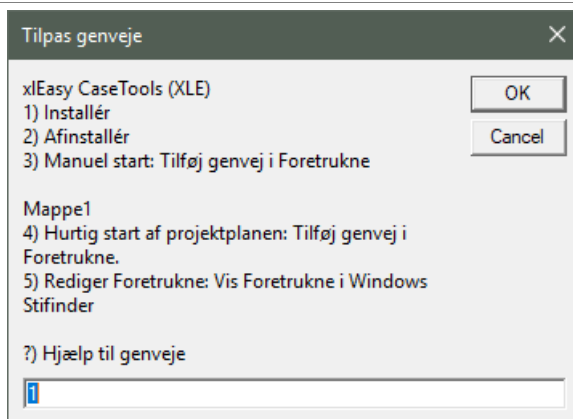 Tilpas genveje
xlEasy CaseTools (XLE)
1) Installér
2) Afinstallér
3) Manuel start: Tilføj genvej i Foretrukne
OK
Cancel
Mappe1
4) Hurtig start af projektplanen: Tilføj genvej i
Foretrukne.
5) Rediger Foretrukne: Vis Foretrukne i Windows
Stifinder
?) Hjælp til genveje
1